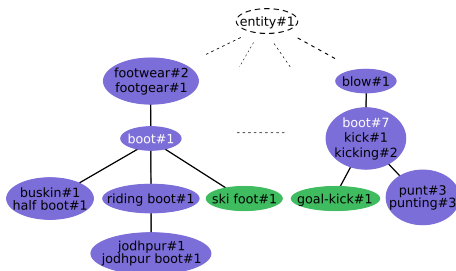 entity#1
footwear#2
footgear#1
blow#1
boot#1
boot#7
kick#1
kicking#2
buskin#1
half boot#1
riding boot#1
ski foot#1
goal-kick#1
punt#3
punting#3
jodhpur#1
jodhpur boot#1